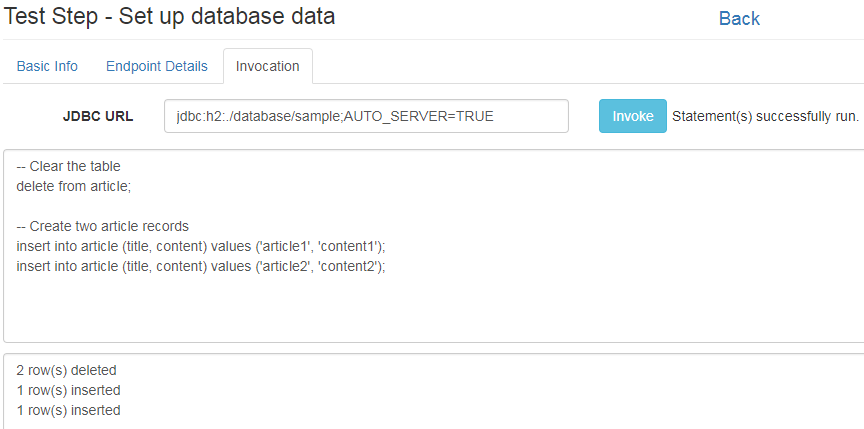 Test Step - Set up database data
Back
Basic Info
Endpoint Details
Invocation
JDBC URL
jdbc:h2:./database/sample;AUTO_SERVER=TRUE
Invoke
Statement(s) successfully run.
-- Clear the table
delete from article;
-- Create two article records
insert into article (title, content) values ('article1', 'content1');
insert into article (title, content) values ('article2', 'content2');
2 row(s) deleted
1 row(s) inserted
1 row(s) inserted